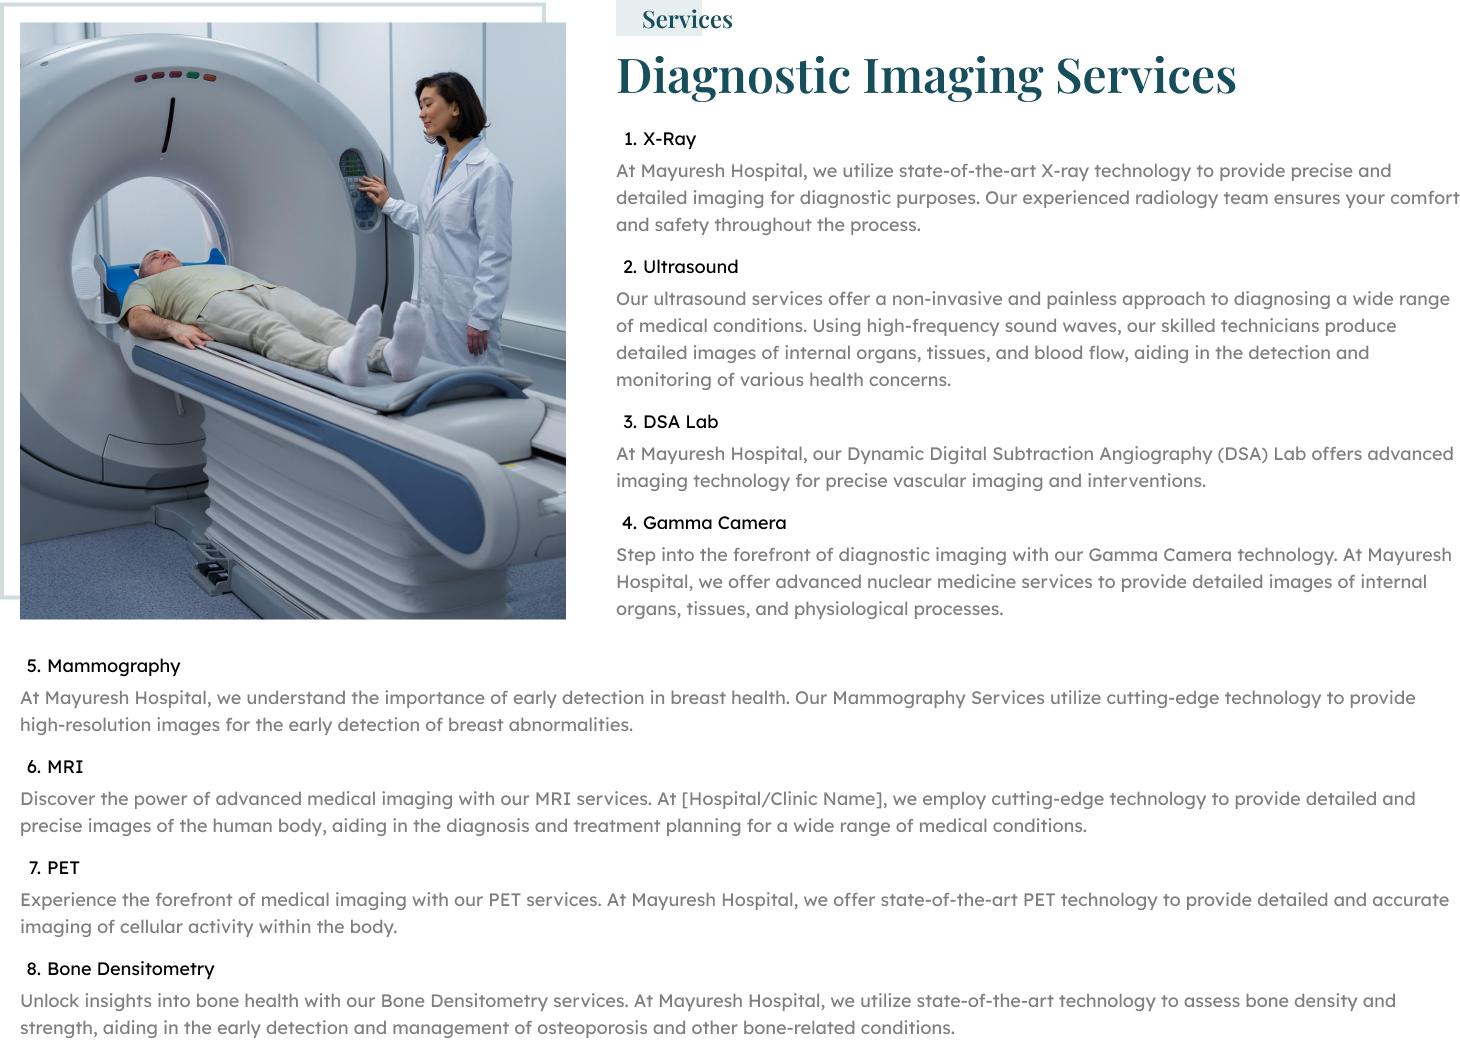 Services
Diagnostic Imaging Services
1. X-Ray
At Mayuresh Hospital, we utilize state-of-the-art X-ray technology to provide precise and
detailed imaging for diagnostic purposes. Our experienced radiology team ensures your comfort
and safety throughout the process.
2. Ultrasound
Our ultrasound services offer a non-invasive and painless approach to diagnosing a wide range
of medical conditions. Using high-frequency sound waves, our skilled technicians produce
detailed images of internal organs, tissues, and blood flow, aiding in the detection and
monitoring of various health concerns.
3. DSA Lab
At Mayuresh Hospital, our Dynamic Digital Subtraction Angiography (DSA) Lab offers advanced
imaging technology for precise vascular imaging and interventions.
4. Gamma Camera
Step into the forefront of diagnostic imaging with our Gamma Camera technology. At Mayuresh
Hospital, we offer advanced nuclear medicine services to provide detailed images of internal
organs, tissues, and physiological processes.
5. Mammography
At Mayuresh Hospital, we understand the importance of early detection in breast health. Our Mammography Services utilize cutting-edge technology to provide
high-resolution images for the early detection of breast abnormalities.
6. MRI
Discover the power of advanced medical imaging with our MRI services. At [Hospital/Clinic Name], we employ cutting-edge technology to provide detailed and
precise images of the human body, aiding in the diagnosis and treatment planning for a wide range of medical conditions.
7. PET
Experience the forefront of medical imaging with our PET services. At Mayuresh Hospital, we offer state-of-the-art PET technology to provide detailed and accurate
imaging of cellular activity within the body.
8. Bone Densitometry
Unlock insights into bone health with our Bone Densitometry services. At Mayuresh Hospital, we utilize state-of-the-art technology to assess bone density and
strength, aiding in the early detection and management of osteoporosis and other bone-related conditions.